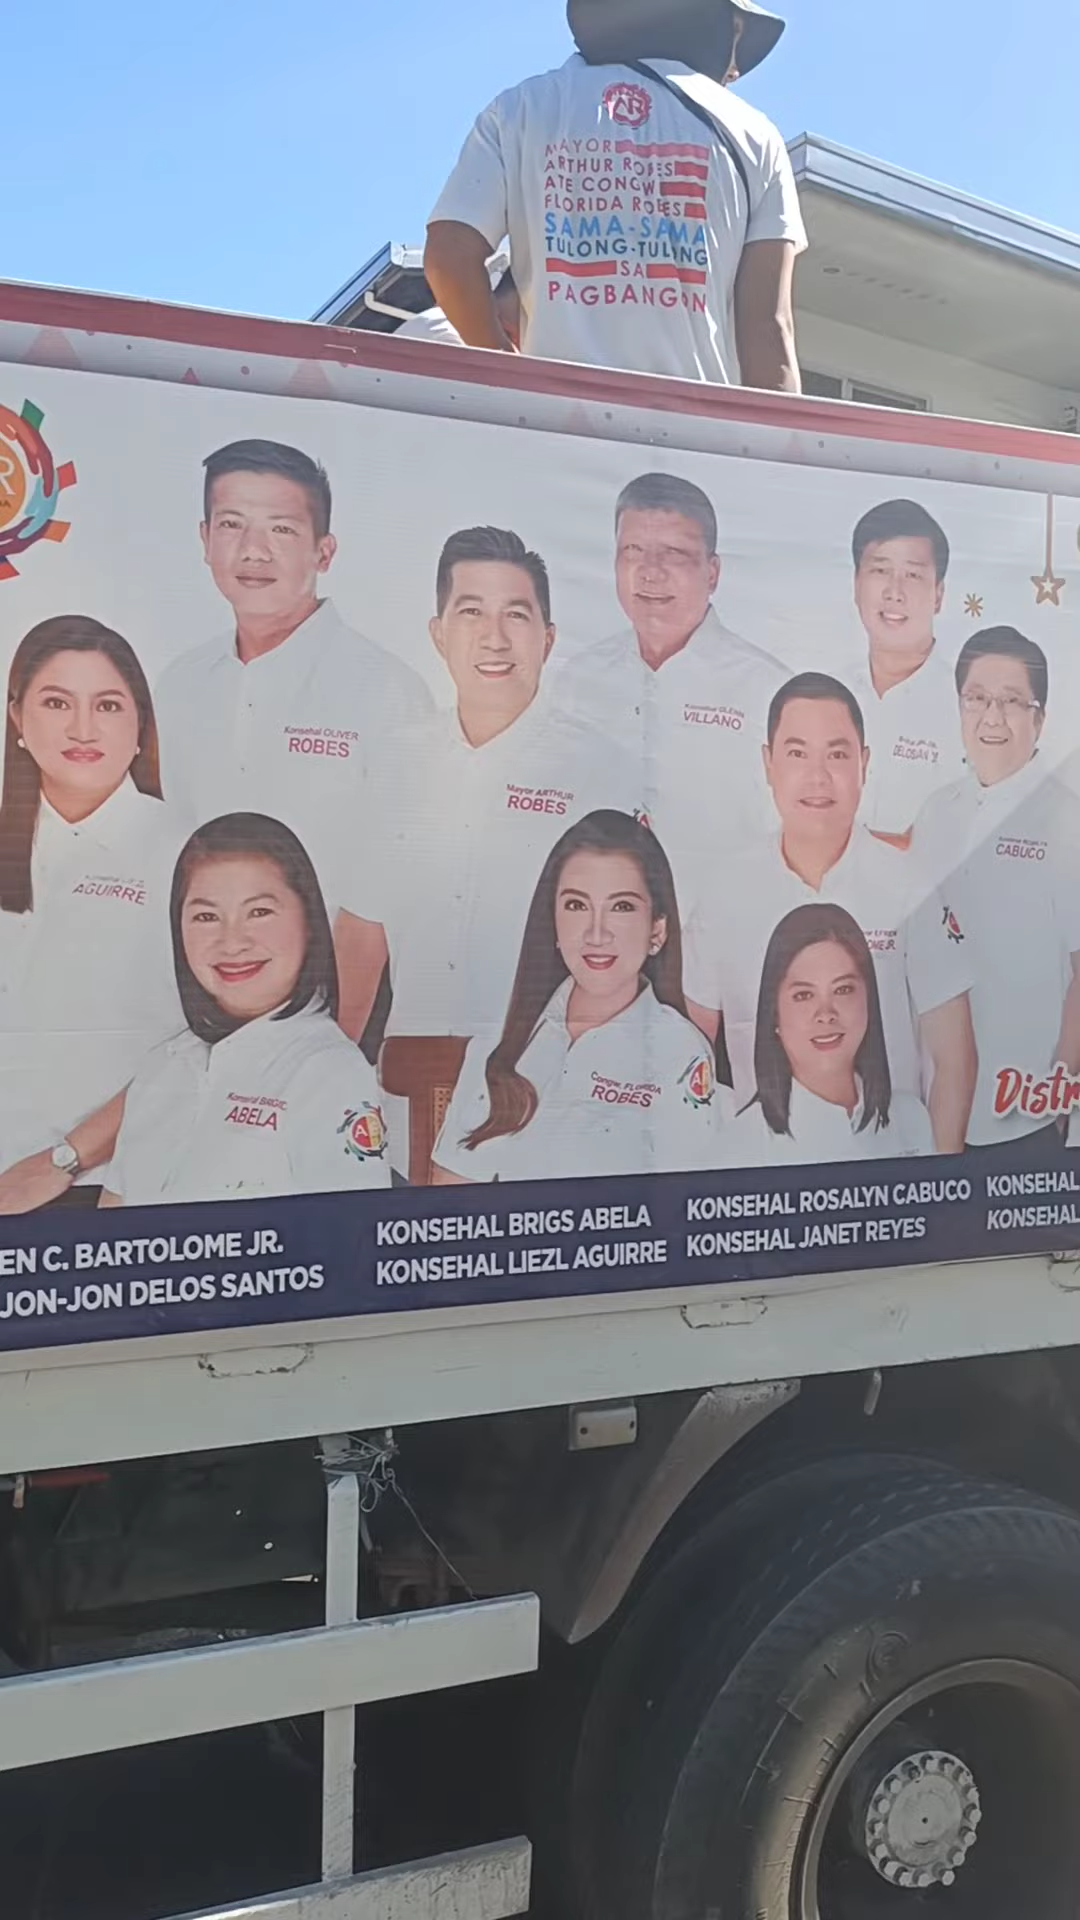 AR
MAYOR
ARTHUR ROBES
ATE CONGW
FLORIDA ROBES
SAMA-SAMA
TULONG-TULONG
SA
PAGBANGON
Konsehal OLIVER
ROBES
Mayor ARTHUR
ROBES
Konsehal GLENN
VILLANO
CABUCO
AGUIRRE
ABELA
Congw. FLORIDA
ROBES
Distr
EN C. BARTOLOME JR.
JON-JON DELOS SANTOS
KONSEHAL BRIGS ABELA
KONSEHAL LIEZL AGUIRRE
KONSEHAL ROSALYN CABUCO
KONSEHAL JANET REYES
KONSEHAL
KONSEHAL